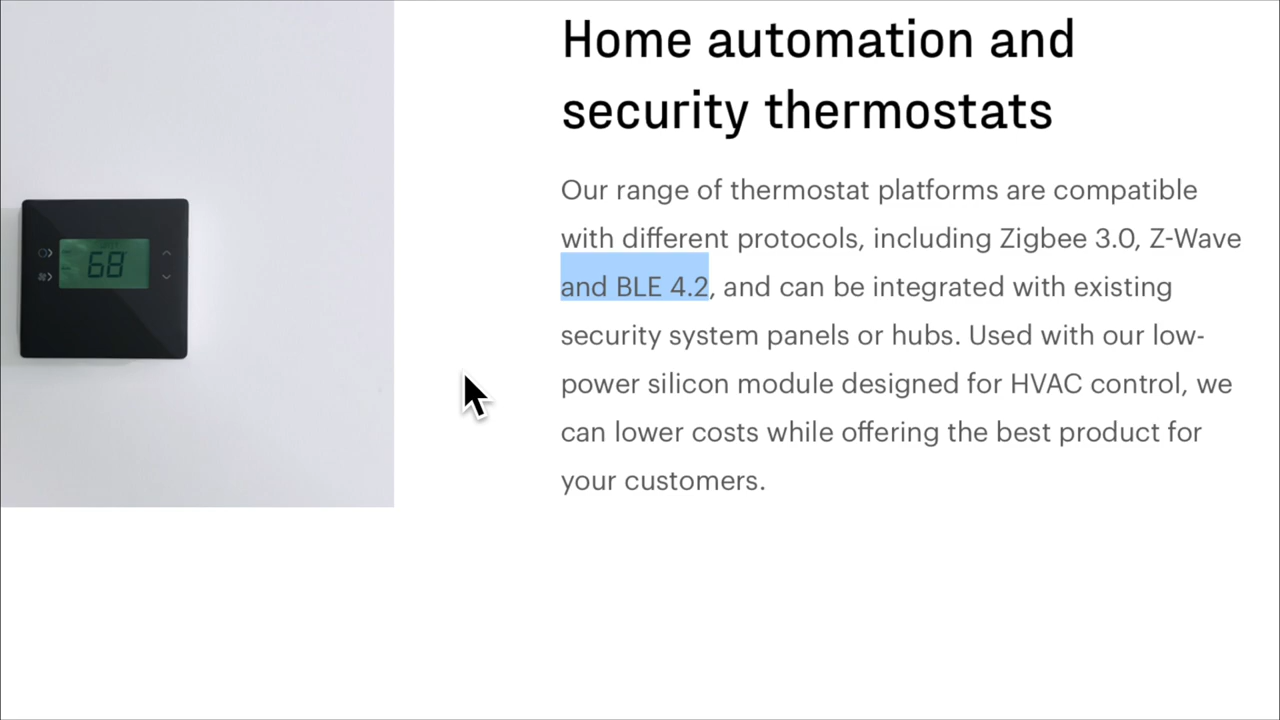 Home automation and
security thermostats
Our range of thermostat platforms are compatible
with different protocols, including Zigbee 3.0, Z-Wave
and BLE 4.2, and can be integrated with existing
security system panels or hubs. Used with our low-
power silicon module designed for HVAC control, we
can lower costs while offering the best product for
your customers.
68